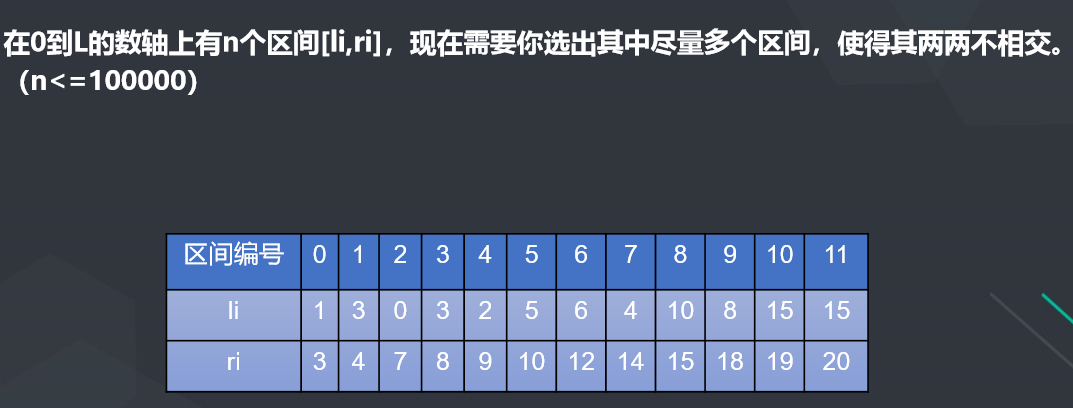 在0到L的数轴上有n个区间[li,ri]，现在需要你选出其中尽量多个区间，使得其两两不相交。
（n<=100000）
区间编号 0 1 2 3 4 5 6 7 8 9 10 11
li 1 3 0 3 2 5 6 4 10 8 15 15
ri 3 4 7 8 9 10 12 14 15 18 19 20